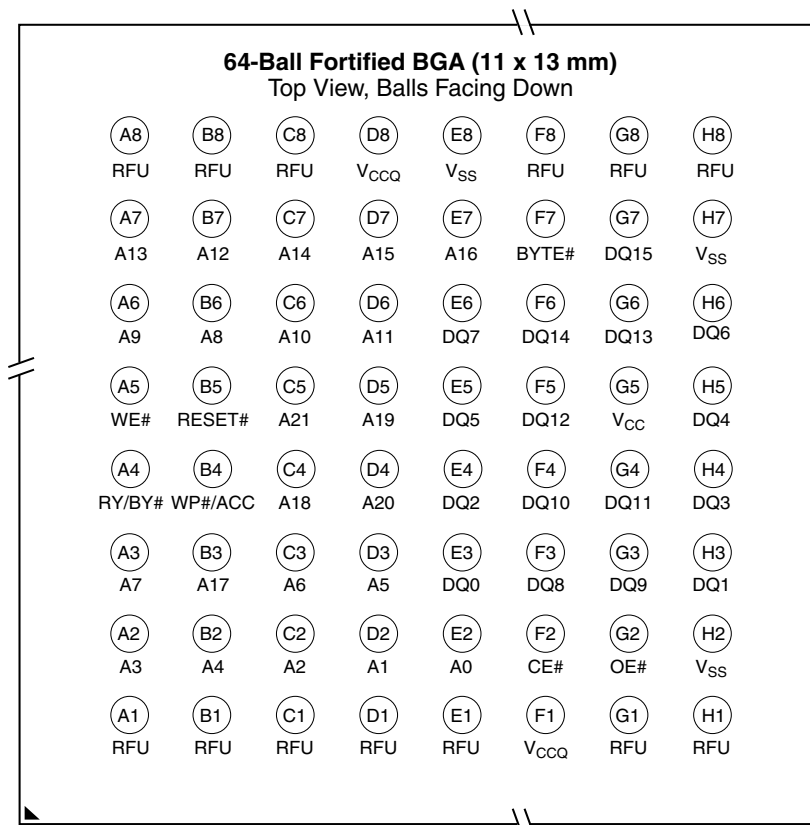 64-Ball Fortified BGA (11 x 13 mm)
Top View, Balls Facing Down
A8 B8 C8 D8 E8 F8 G8 H8
RFU RFU RFU VCCQ VSS RFU RFU RFU
A7 B7 C7 D7 E7 F7 G7 H7
A13 A12 A14 A15 A16 BYTE# DQ15 VSS
A6 B6 C6 D6 E6 F6 G6 H6
A9 A8 A10 A11 DQ7 DQ14 DQ13 DQ6
A5 B5 C5 D5 E5 F5 G5 H5
WE# RESET# A21 A19 DQ5 DQ12 VCC DQ4
A4 B4 C4 D4 E4 F4 G4 H4
RY/BY# WP#/ACC A18 A20 DQ2 DQ10 DQ11 DQ3
A3 B3 C3 D3 E3 F3 G3 H3
A7 A17 A6 A5 DQ0 DQ8 DQ9 DQ1
A2 B2 C2 D2 E2 F2 G2 H2
A3 A4 A2 A1 A0 CE# OE# VSS
A1 B1 C1 D1 E1 F1 G1 H1
RFU RFU RFU RFU RFU VCCQ RFU RFU